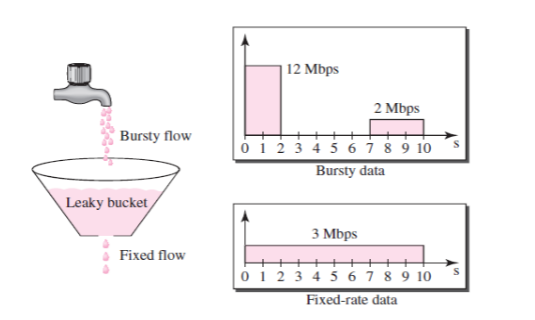 Bursty flow
Leaky bucket
Fixed flow
12 Mbps
2 Mbps
0 1 2 3 4 5 6 7 8 9 10 s
Bursty data
3 Mbps
0 1 2 3 4 5 6 7 8 9 10 s
Fixed-rate data